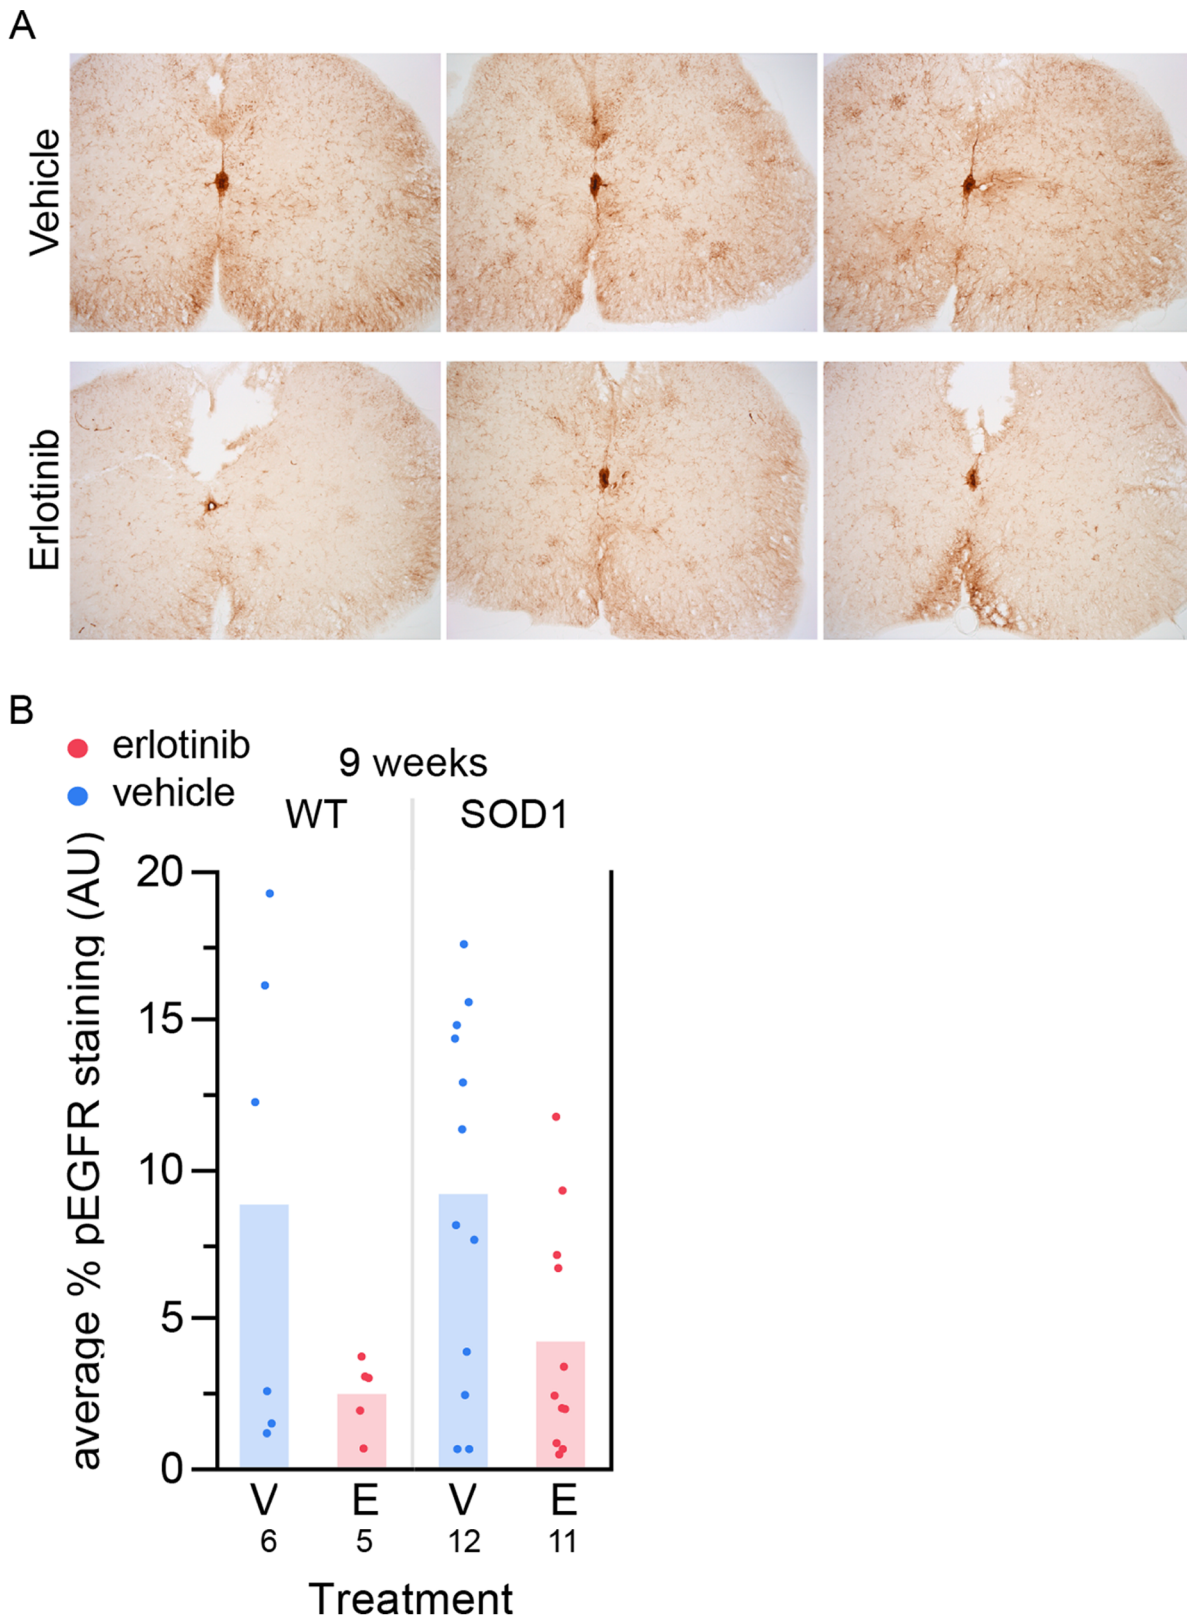 A
Vehicle
Erlotinib
B
erlotinib
vehicle
9 weeks
WT
SOD1
average % pEGFR staining (AU)
20
15
10
5
0
V E V E
6 5 12 11
Treatment